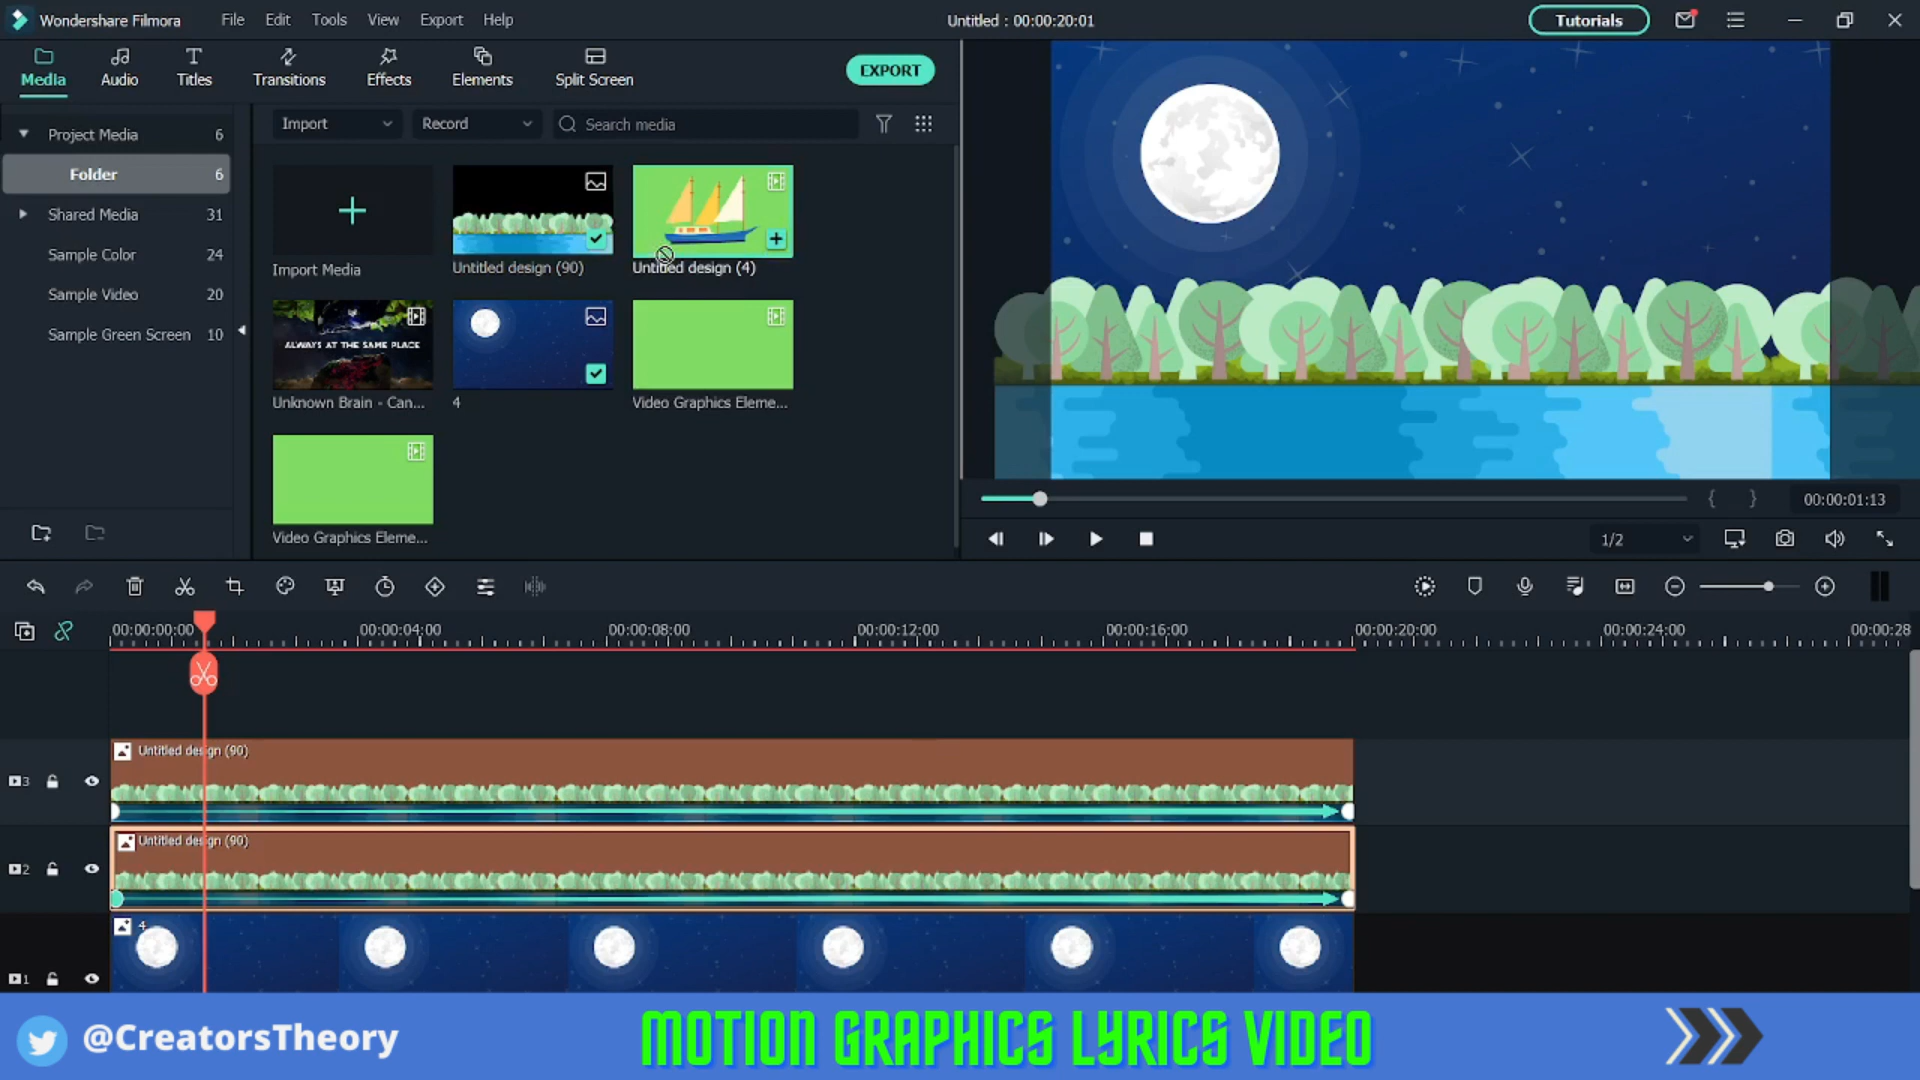 Wondershare Filmora
File Edit Tools View Export Help
Untitled : 00:00:20:01
Tutorials
Media Audio Titles Transitions Effects Elements Split Screen
EXPORT
Project Media 6
Folder 6
Shared Media 31
Sample Color 24
Sample Video 20
Sample Green Screen 10
Import Record Search media
Import Media
Untitled design (90)
Untitled design (4)
ALWAYS AT THE SAME PLACE
Unknown Brain - Can...
4
Video Graphics Eleme...
Video Graphics Eleme...
00:00:01:13
1/2
00:00:00:00 00:00:04:00 00:00:08:00 00:00:12:00 00:00:16:00 00:00:20:00 00:00:24:00 00:00:28
Untitled design (90)
3
Untitled design (90)
2
4
1
@CreatorsTheory
MOTION GRAPHICS LYRICS VIDEO